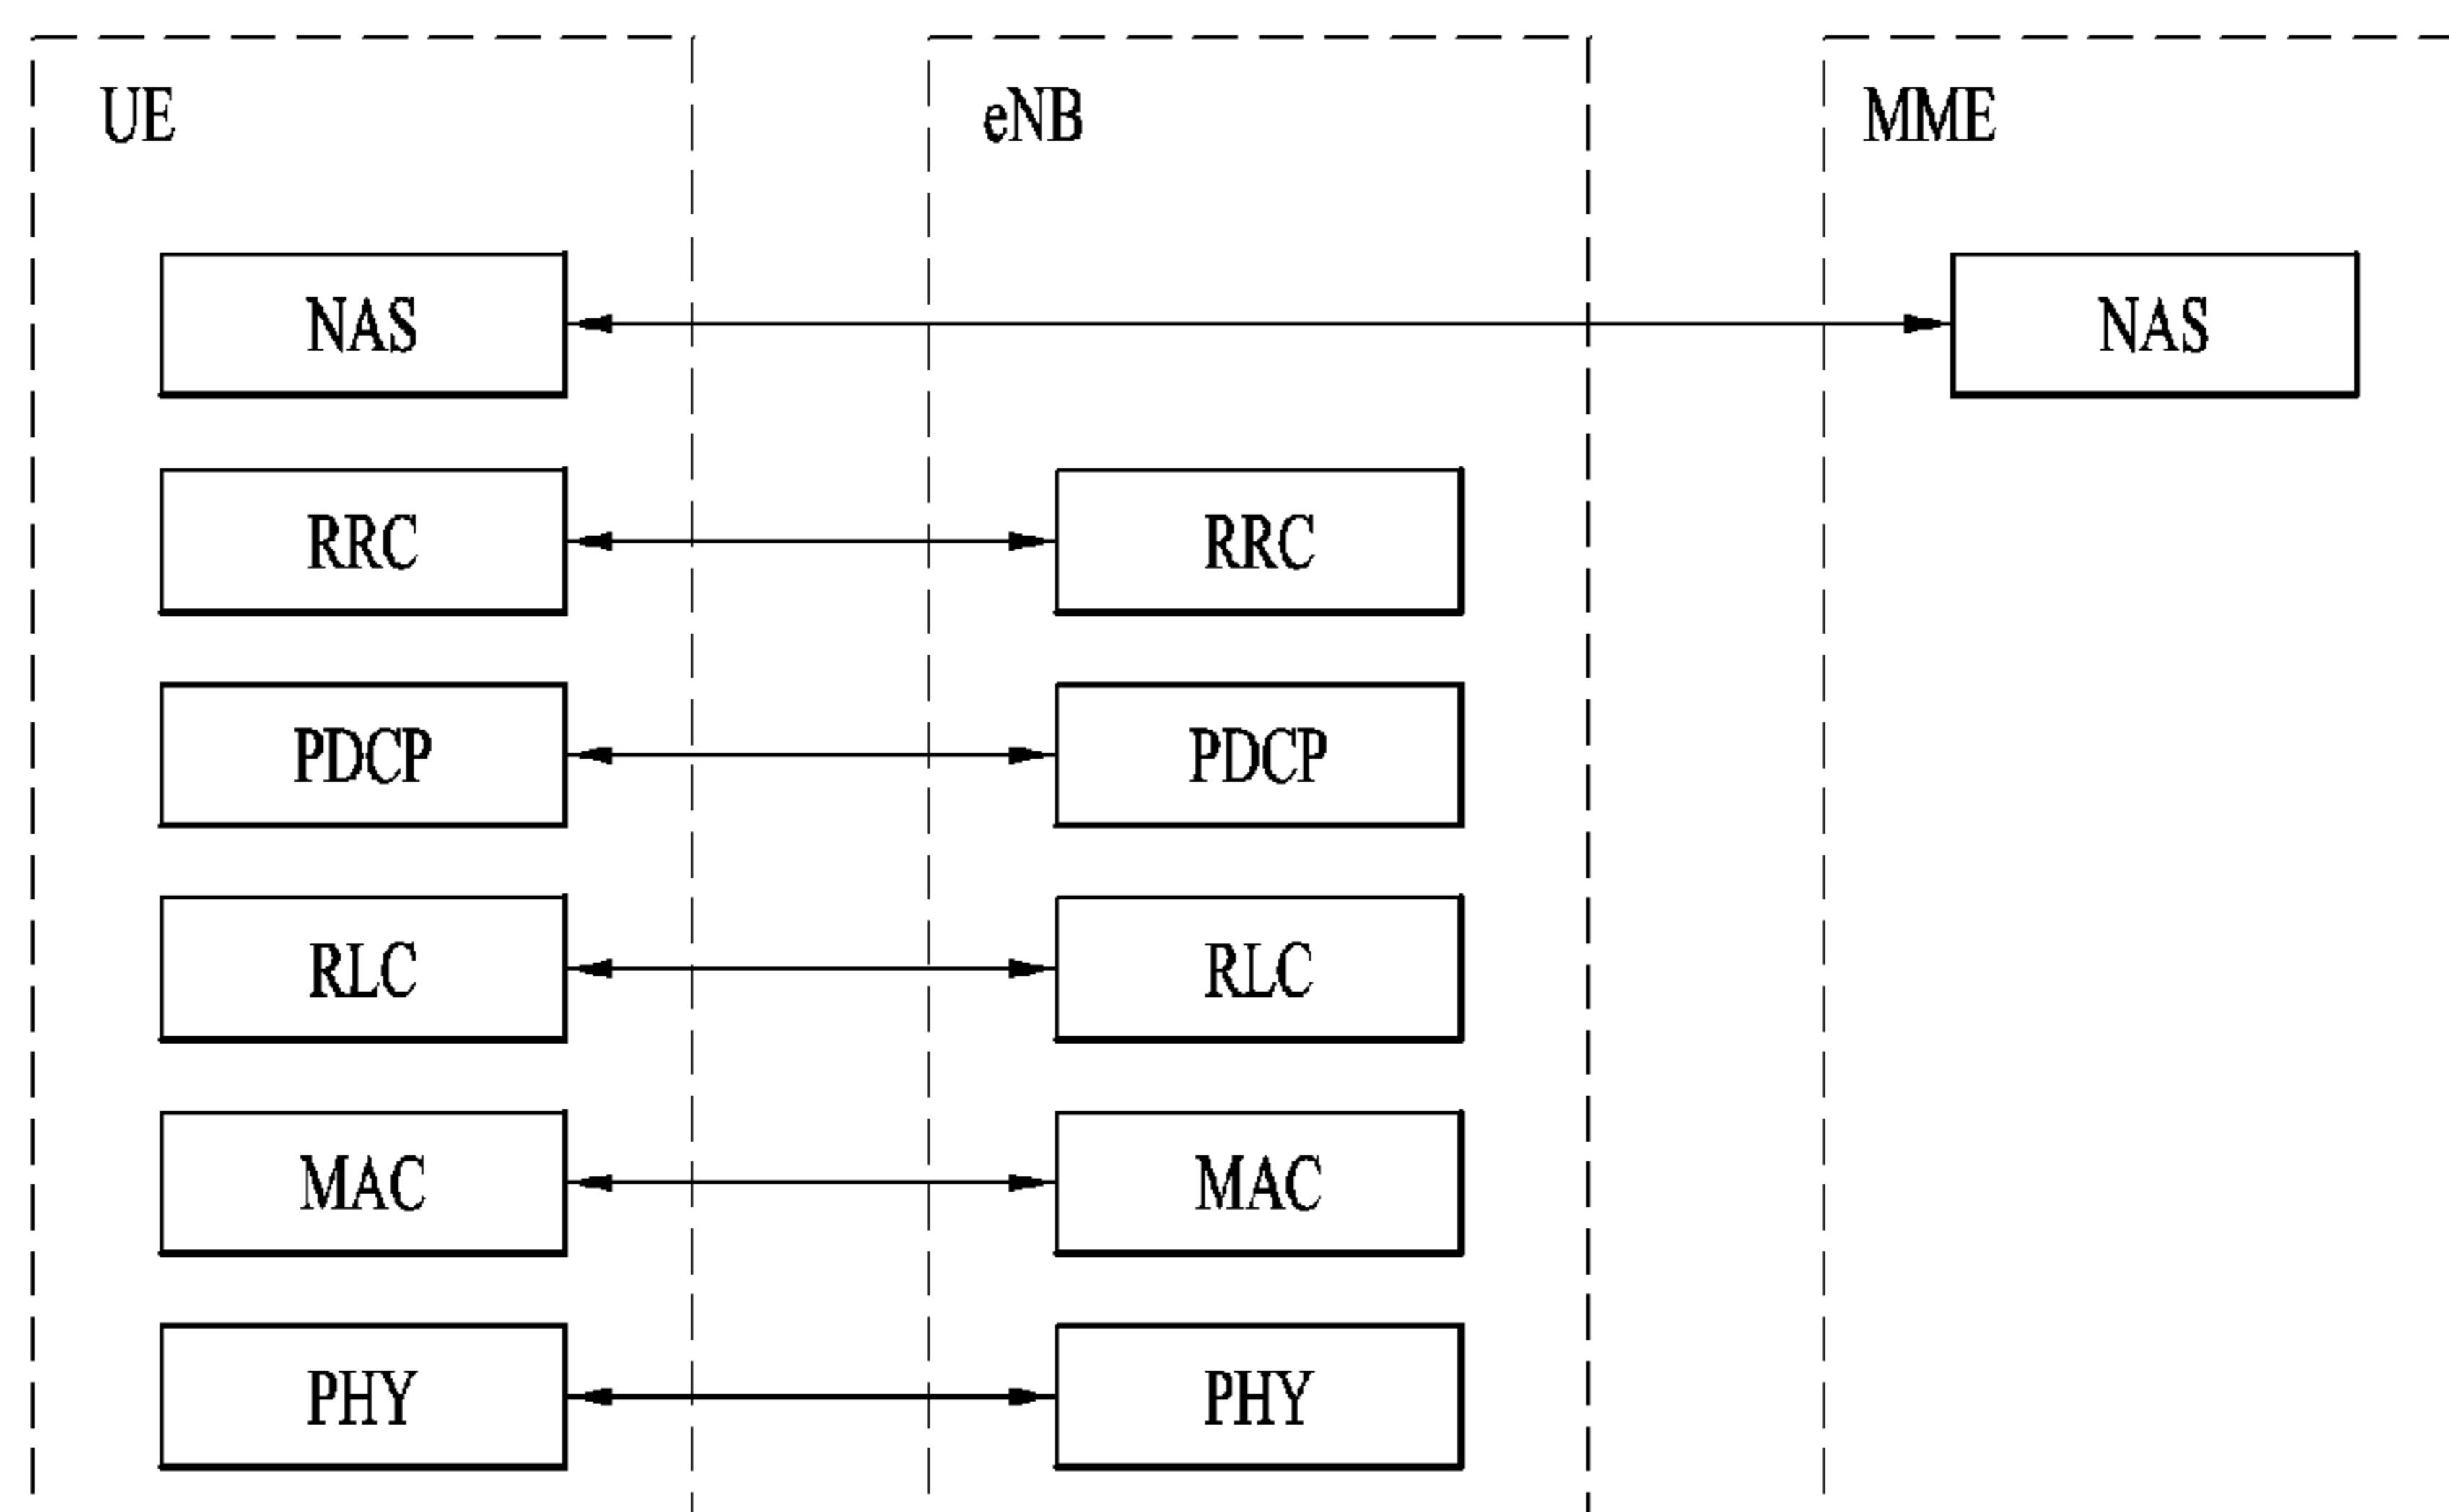 UE eNB MME
NAS NAS
RRC RRC
PDCP PDCP
RLC RLC
MAC MAC
PHY PHY